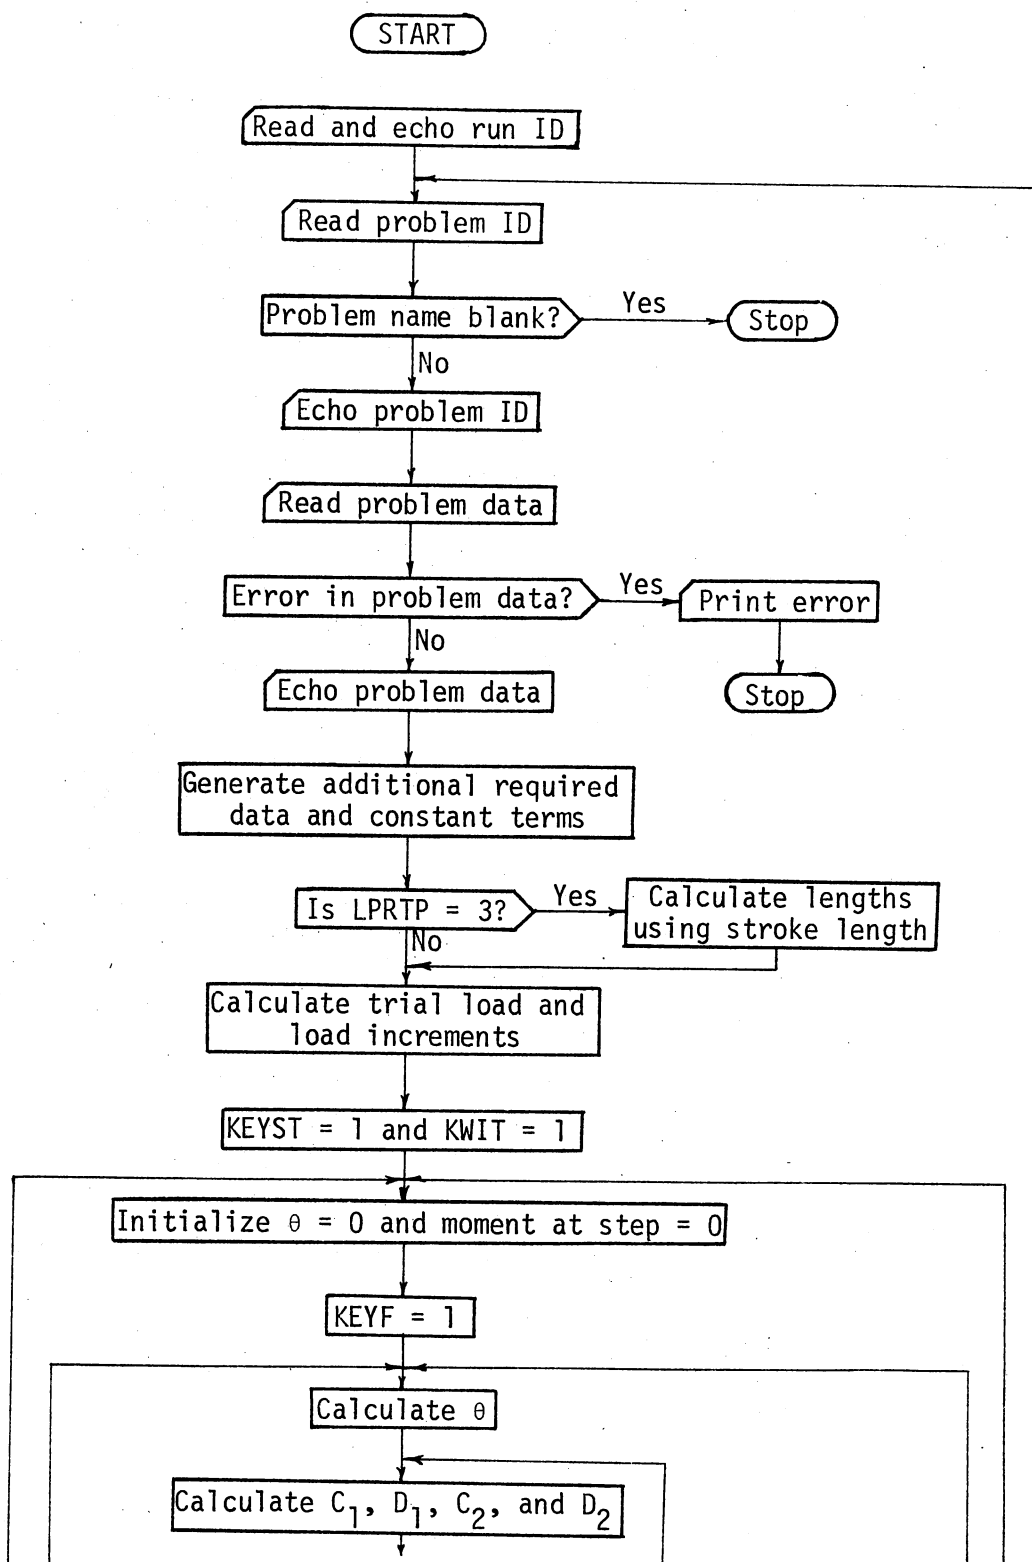 START
Read and echo run ID
Read problem ID
Problem name blank?
Yes
Stop
No
Echo problem ID
Read problem data
Error in problem data?
Yes
Print error
No
Stop
Echo problem data
Generate additional required
data and constant terms
Is LPRTP = 3?
Yes
Calculate lengths
using stroke length
No
Calculate trial load and
load increments
KEYST = 1 and KWIT = 1
Initialize θ = 0 and moment at step = 0
KEYF = 1
Calculate θ
Calculate C₁, D₁, C₂, and D₂